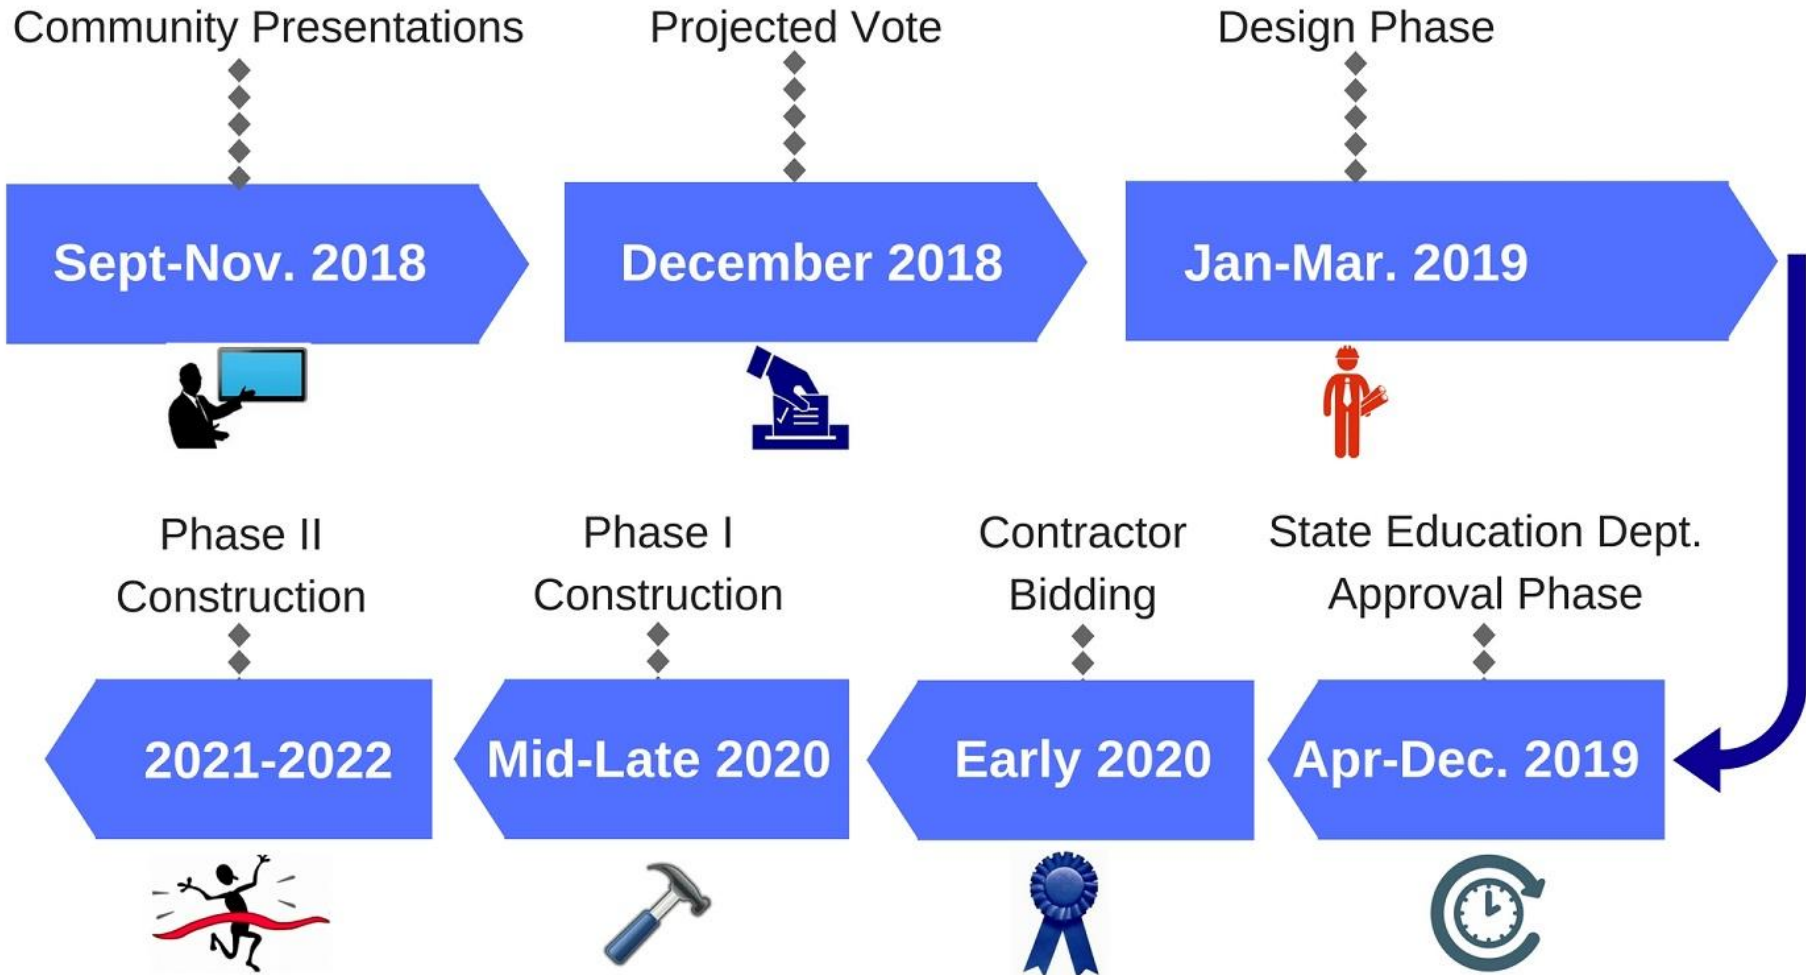 Community Presentations
Projected Vote
Design Phase
Sept-Nov. 2018
December 2018
Jan-Mar. 2019
State Education Dept.
Approval Phase
Apr-Dec. 2019
Contractor
Bidding
Early 2020
Phase I
Construction
Mid-Late 2020
Phase II
Construction
2021-2022